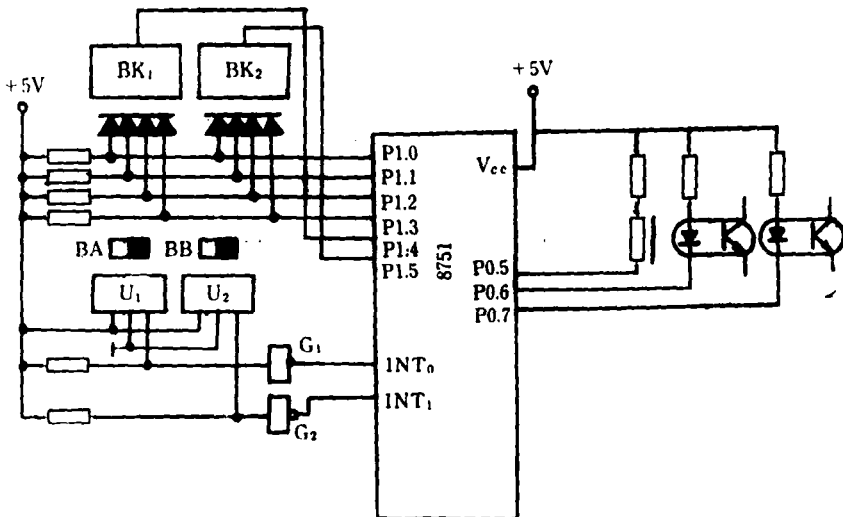 BK₁
BK₂
+5V
+5V
P1.0
P1.1
P1.2
P1.3
P1:4
P1.5
Vcc
8751
BA
BB
U₁
U₂
P0.5
P0.6
P0.7
G₁
INT₀
INT₁
G₂